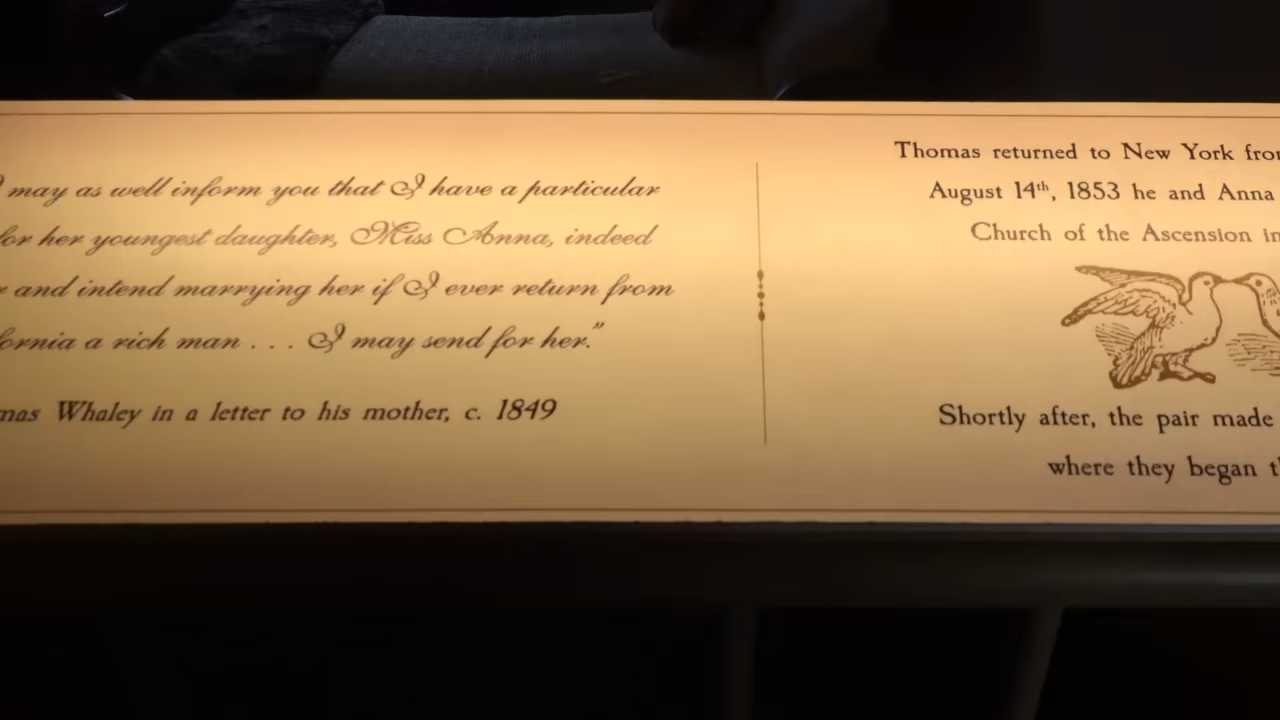 I may as well inform you that I have a particular
for her youngest daughter, Miss Anna, indeed
and intend marrying her if I ever return from
ornia a rich man . . . I may send for her."
mas Whaley in a letter to his mother, c. 1849
Thomas returned to New York from
August 14th, 1853 he and Anna
Church of the Ascension in
Shortly after, the pair made
where they began